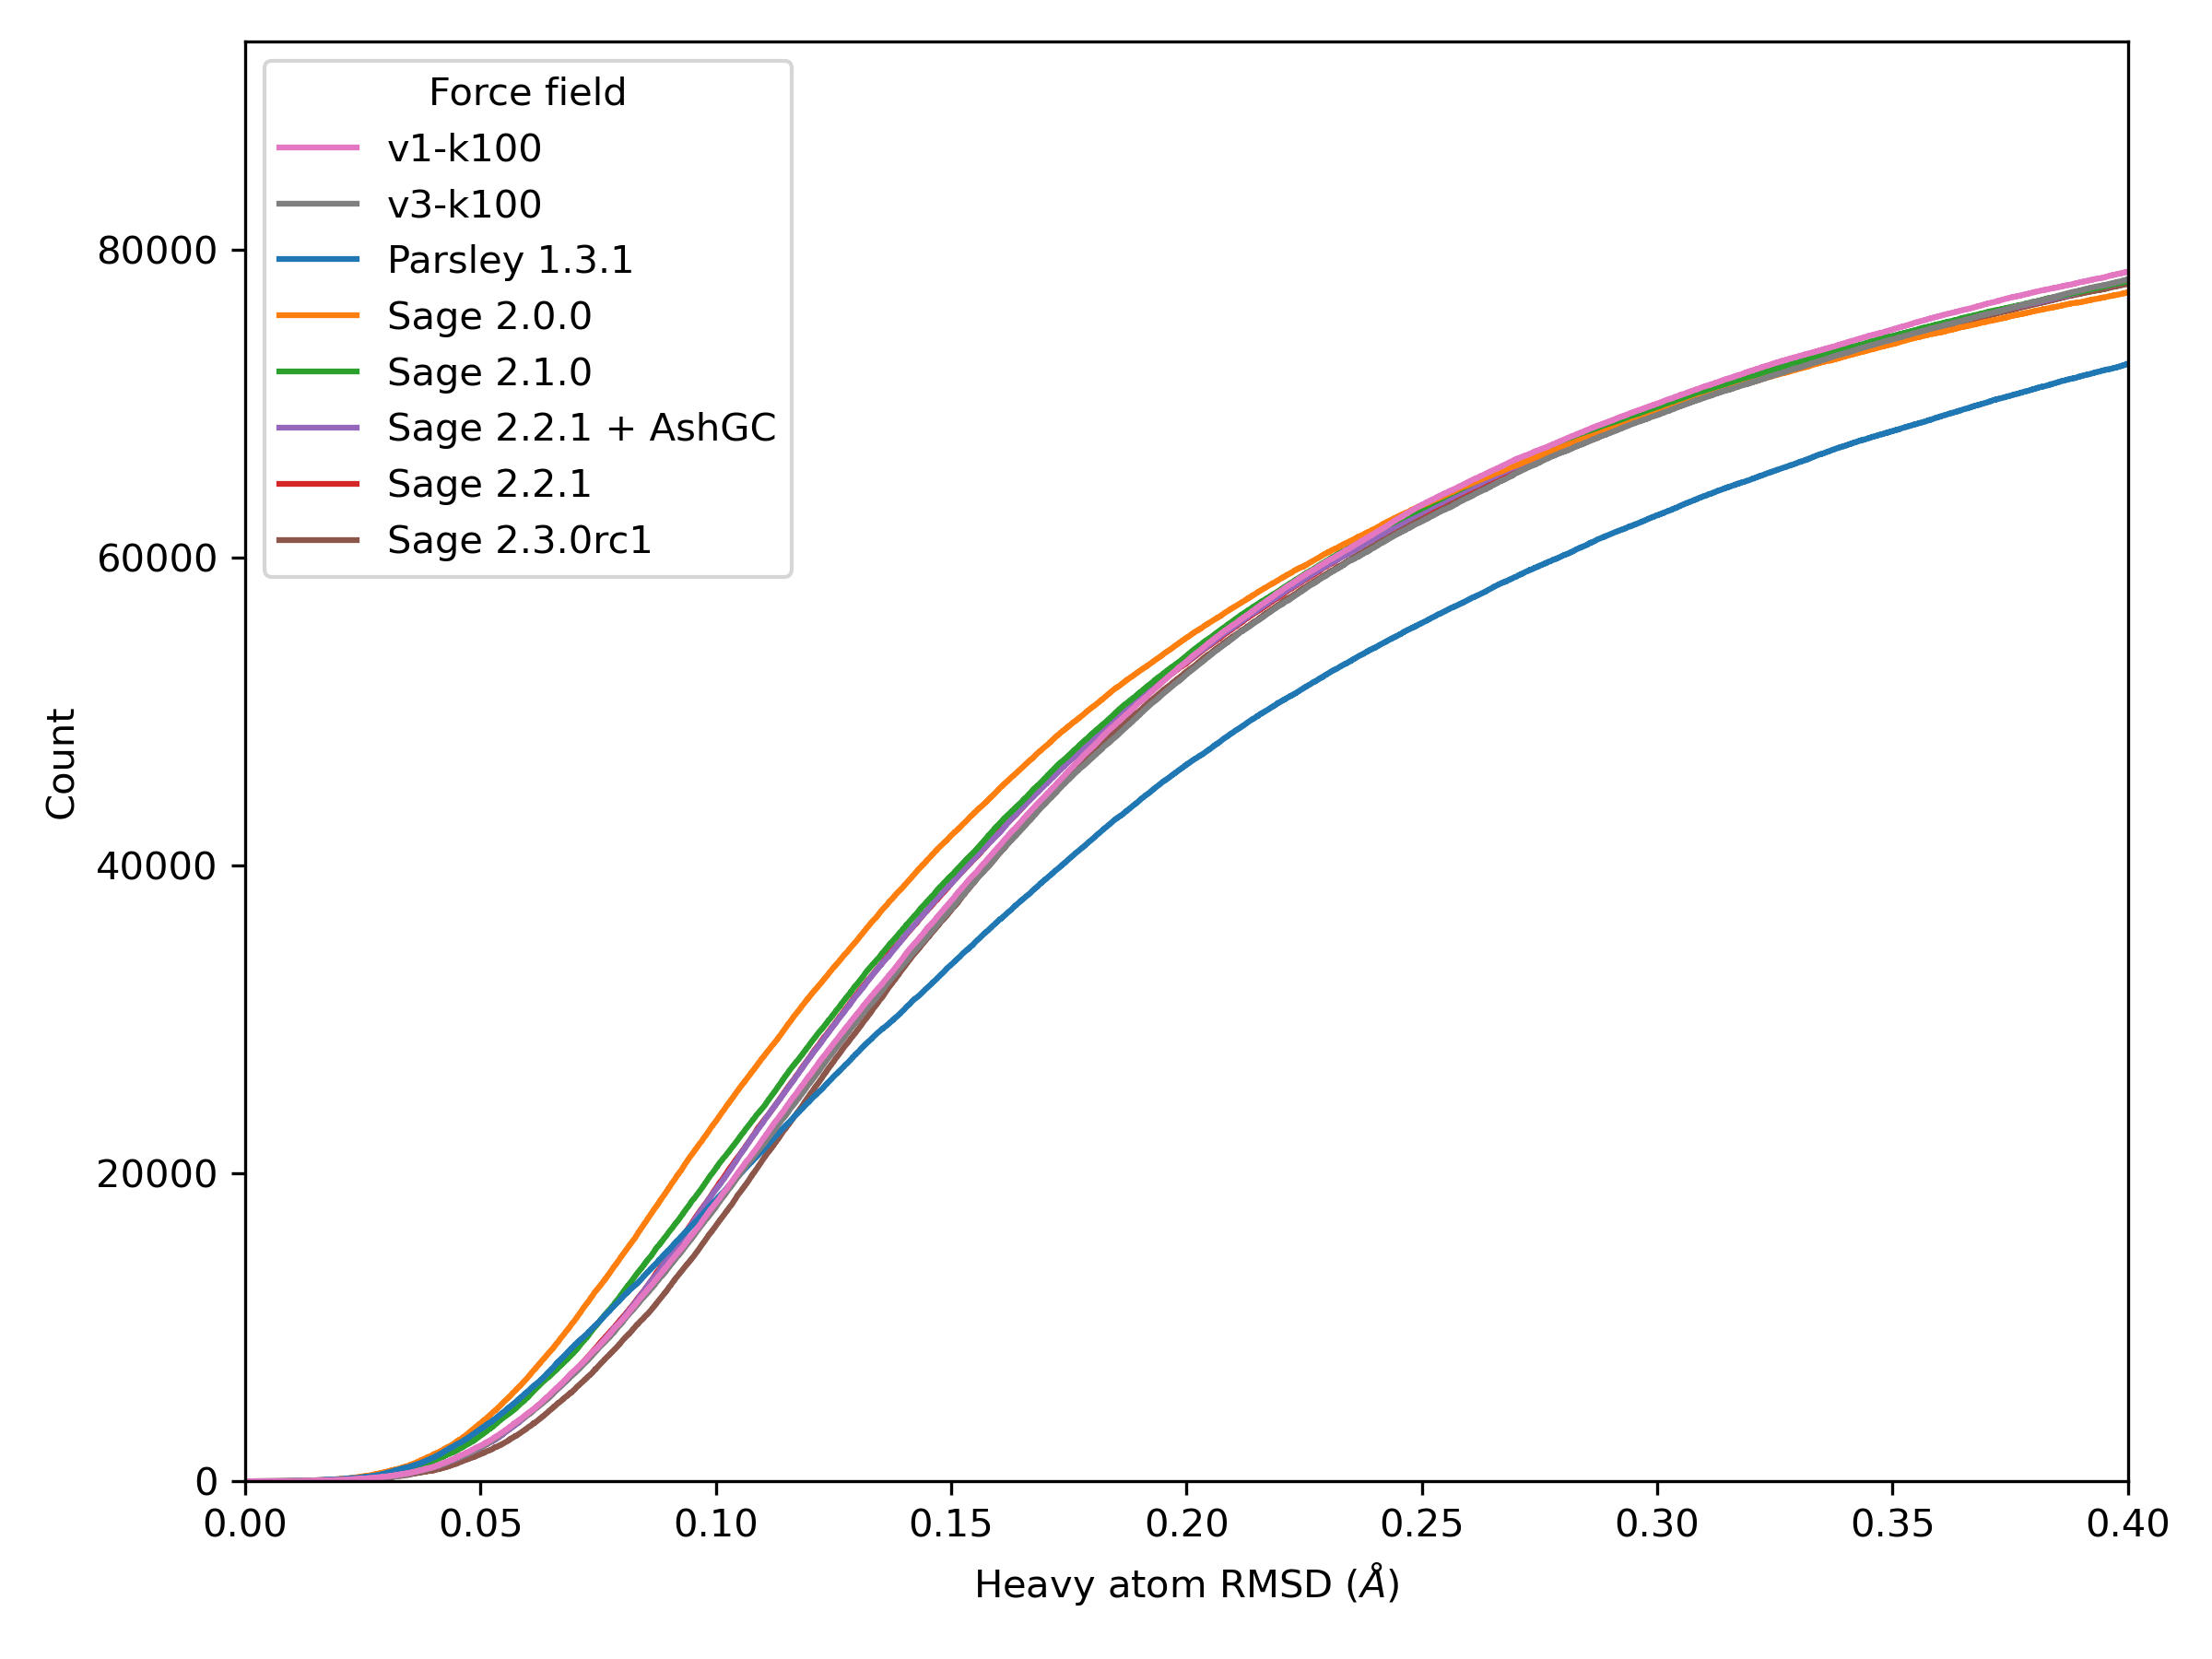 Force field
v1-k100
v3-k100
Parsley 1.3.1
Sage 2.0.0
Sage 2.1.0
Sage 2.2.1 + AshGC
Sage 2.2.1
Sage 2.3.0rc1
80000
60000
40000
20000
0
Count
0.00 0.05 0.10 0.15 0.20 0.25 0.30 0.35 0.40
Heavy atom RMSD (Å)